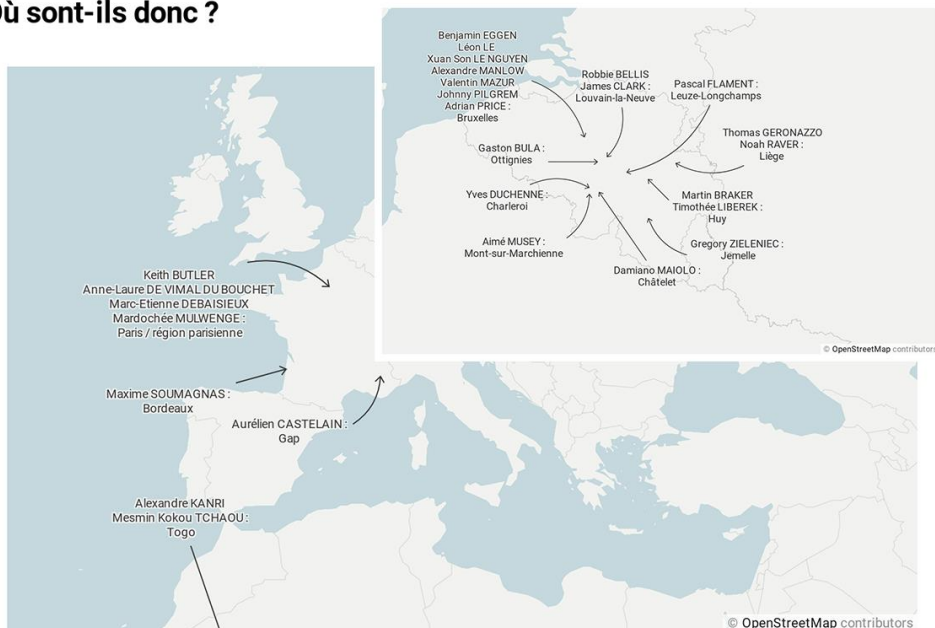 Où sont-ils donc ?
Benjamin EGGEN
Léon LE
Xuan Son LE NGUYEN
Alexandre MANLOW
Valentin MAZUR
Johnny PILGREM
Adrian PRICE :
Bruxelles
Robbie BELLIS
James CLARK :
Louvain-la-Neuve
Pascal FLAMENT :
Leuze-Longchamps
Thomas GERONAZZO
Noah RAVER :
Liège
Gaston BULA :
Ottignies
Yves DUCHENNE :
Charleroi
Martin BRAKER
Timothée LIBEREK :
Huy
Aimé MUSEY :
Mont-sur-Marchienne
Gregory ZIELENIEC :
Jemelle
Damiano MAIOLO :
Châtelet
© OpenStreetMap contributors
Keith BUTLER
Anne-Laure DE VIMAL DU BOUCHET
Marc-Etienne DEBAISIEUX
Mardochée MULWENGE :
Paris / région parisienne
Maxime SOUMAGNAS :
Bordeaux
Aurélien CASTELAIN :
Gap
Alexandre KANRI
Mesmin Kokou TCHAOU :
Togo
© OpenStreetMap contributors